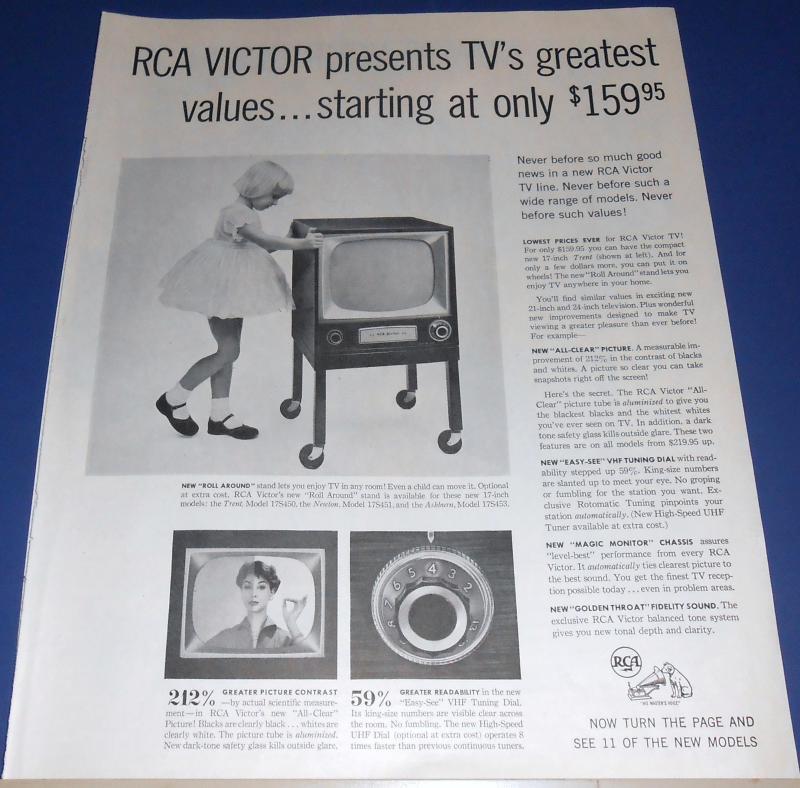 RCA VICTOR presents TV's greatest
values...starting at only $159⁹⁵
Never before so much good
news in a new RCA Victor
TV line. Never before such a
wide range of models. Never
before such values!
LOWEST PRICES EVER for RCA Victor TV!
For only $159.95 you can have the compact
new 17-inch Trent (shown at left). And for
only a few dollars more, you can put it on
wheels! The new "Roll Around" stand lets you
enjoy TV anywhere in your home.
You'll find similar values in exciting new
21-inch and 24-inch television. Plus wonderful
new improvements designed to make TV
viewing a greater pleasure than ever before!
For example—
NEW "ALL-CLEAR" PICTURE. A measurable im-
provement of 212% in the contrast of blacks
and whites. A picture so clear you can take
snapshots right off the screen!
Here's the secret. The RCA Victor "All-
Clear" picture tube is aluminized to give you
the blackest blacks and the whitest whites
you've ever seen on TV. In addition, a dark
tone safety glass kills outside glare. These two
features are on all models from $219.95 up.
NEW "EASY-SEE" VHF TUNING DIAL with read-
ability stepped up 59%. King-size numbers
are slanted up to meet your eye. No groping
or fumbling for the station you want. Ex-
clusive Rotomatic Tuning pinpoints your
station automatically. (New High-Speed UHF
Tuner available at extra cost.)
NEW "MAGIC MONITOR" CHASSIS assures
"level-best" performance from every RCA
Victor. It automatically ties clearest picture to
the best sound. You get the finest TV recep-
tion possible today...even in problem areas.
NEW "GOLDEN THROAT" FIDELITY SOUND. The
exclusive RCA Victor balanced tone system
gives you new tonal depth and clarity.
NEW "ROLL AROUND" stand lets you enjoy TV in any room! Even a child can move it. Optional
at extra cost. RCA Victor's new "Roll Around" stand is available for these new 17-inch
models: the Trent, Model 17S450, the Newton, Model 17S451, and the Ashburn, Model 17S453.
7 6 5 4 3 2
212% GREATER PICTURE CONTRAST
—by actual scientific measure-
ment—in RCA Victor's new "All-Clear"
Picture! Blacks are clearly black...whites are
clearly white. The picture tube is aluminized.
New dark-tone safety glass kills outside glare.
59% GREATER READABILITY in the new
"Easy-See" VHF Tuning Dial.
Its king-size numbers are visible clear across
the room. No fumbling. The new High-Speed
UHF Dial (optional at extra cost) operates 8
times faster than previous continuous tuners.
RCA
"HIS MASTER'S VOICE"
NOW TURN THE PAGE AND
SEE 11 OF THE NEW MODELS